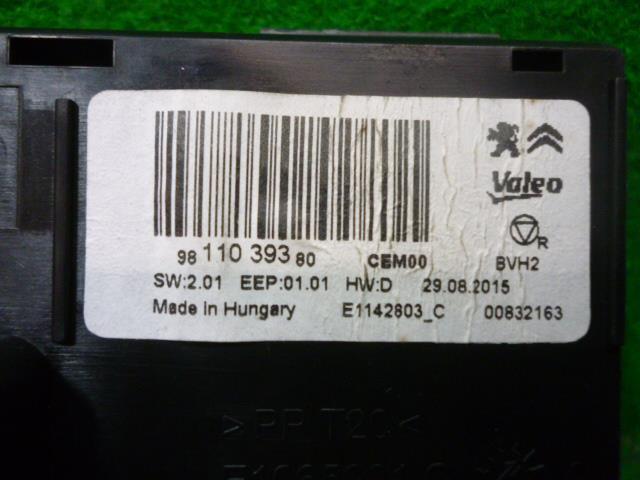 Valeo
R
98 110 393 80 CEM00 BVH2
SW:2.01 EEP:01.01 HW:D 29.08.2015
Made in Hungary E1142803_C 00832163
>PP T20<